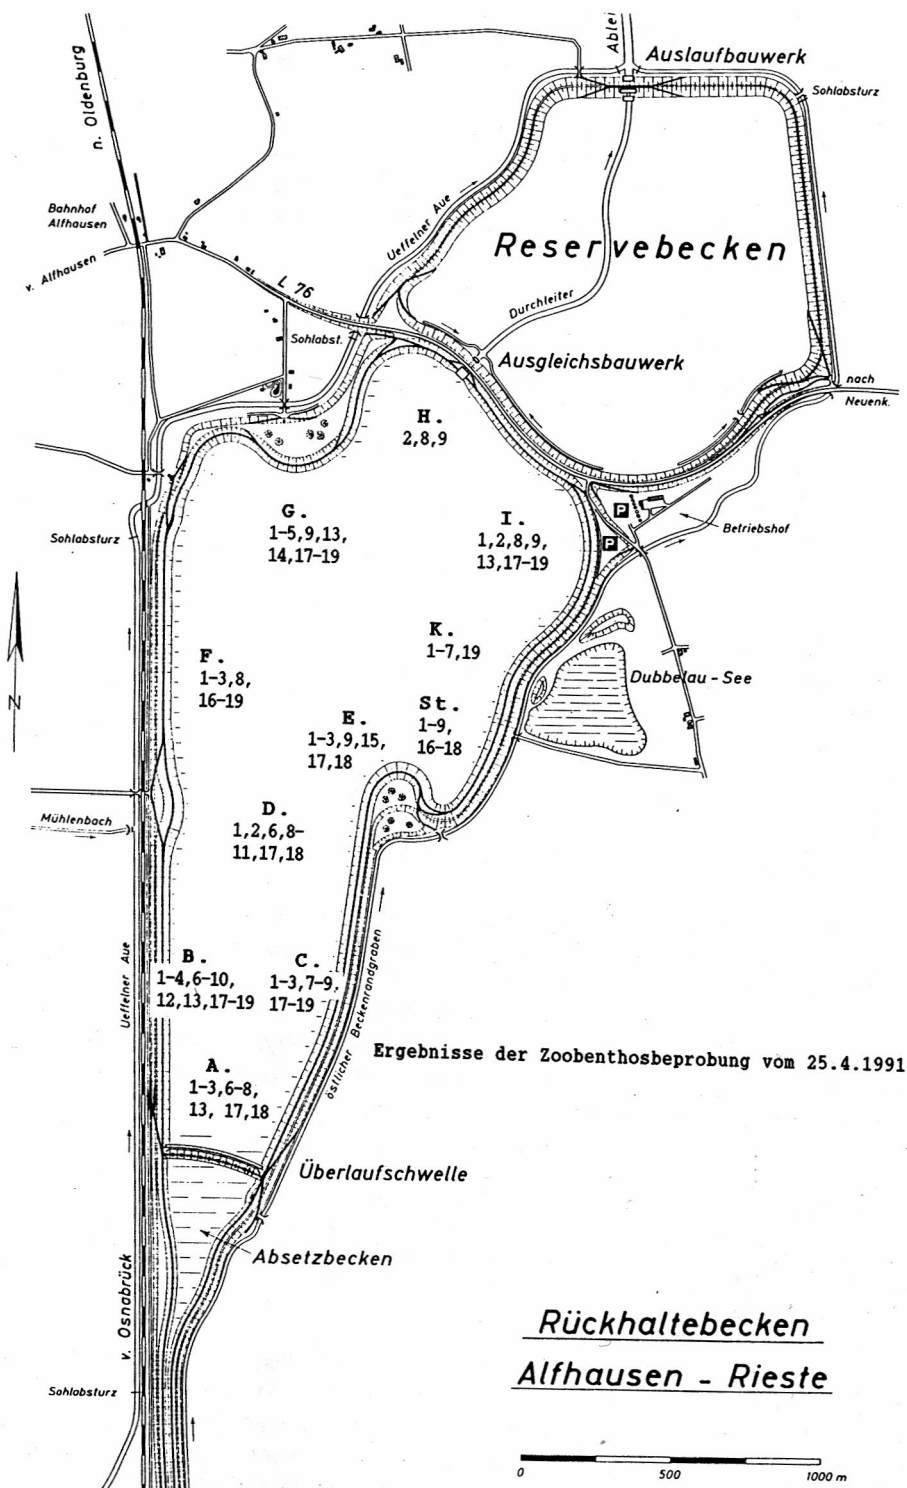 Auslaufbauwerk
Sohlabsturz
n. Oldenburg
Bahnhof
Alfhausen
v. Alfhausen
Ueffelner Aue
Reservebecken
L 76
Durchleiter
Sohlabst.
Ausgleichsbauwerk
nach
Neuenk.
H.
2,8,9
G.
1-5,9,13,
14,17-19
I.
1,2,8,9,
13,17-19
P
P
Betriebshof
Sohlabsturz
K.
1-7,19
F.
1-3,8,
16-19
Dubbelau - See
N
St.
1-9,
16-18
E.
1-3,9,15,
17,18
D.
1,2,6,8-
11,17,18
Mühlenbach
B.
1-4,6-10,
12,13,17-19
C.
1-3,7-9,
17-19
Ueffelner Aue
östlicher Beckenrandgraben
Ergebnisse der Zoobenthosbeprobung vom 25.4.1991
A.
1-3,6-8,
13, 17,18
Überlaufschwelle
Absetzbecken
v. Osnabrück
Rückhaltebecken
Alfhausen - Rieste
Sohlabsturz
0 500 1000 m